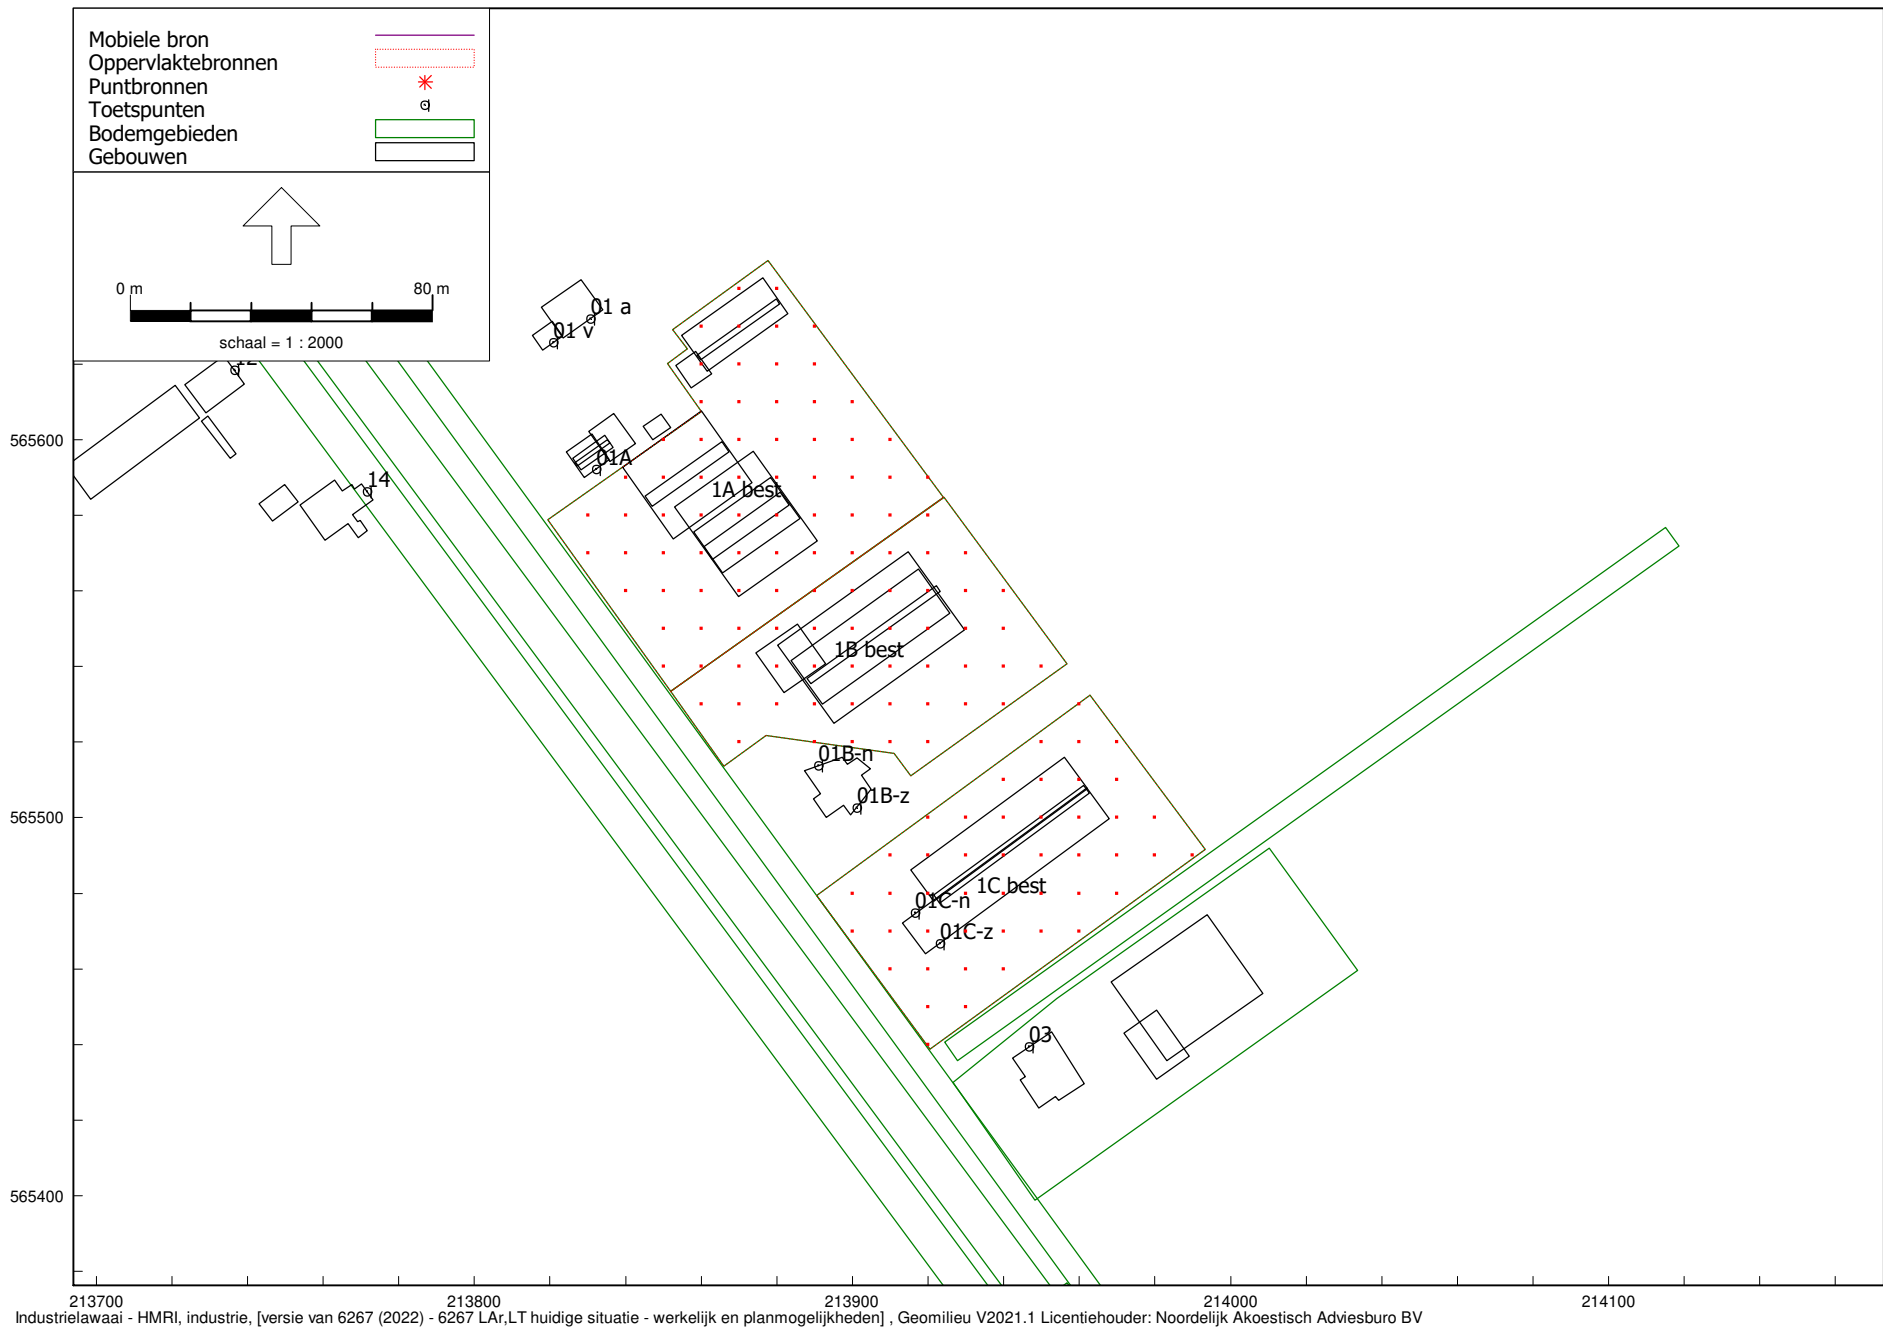 Mobiele bron
Oppervlaktebronnen
Puntbronnen
Toetspunten
Bodemgebieden
Gebouwen
0 m 80 m
schaal = 1 : 2000
01 a
01 v
12
01A
14
1A best
1B best
01B-n
01B-z
1C best
01C-n
01C-z
03
565600
565500
565400
213700 213800 213900 214000 214100
Industrielawaai - HMRI, industrie, [versie van 6267 (2022) - 6267 LAr,LT huidige situatie - werkelijk en planmogelijkheden] , Geomilieu V2021.1 Licentiehouder: Noordelijk Akoestisch Adviesburo BV